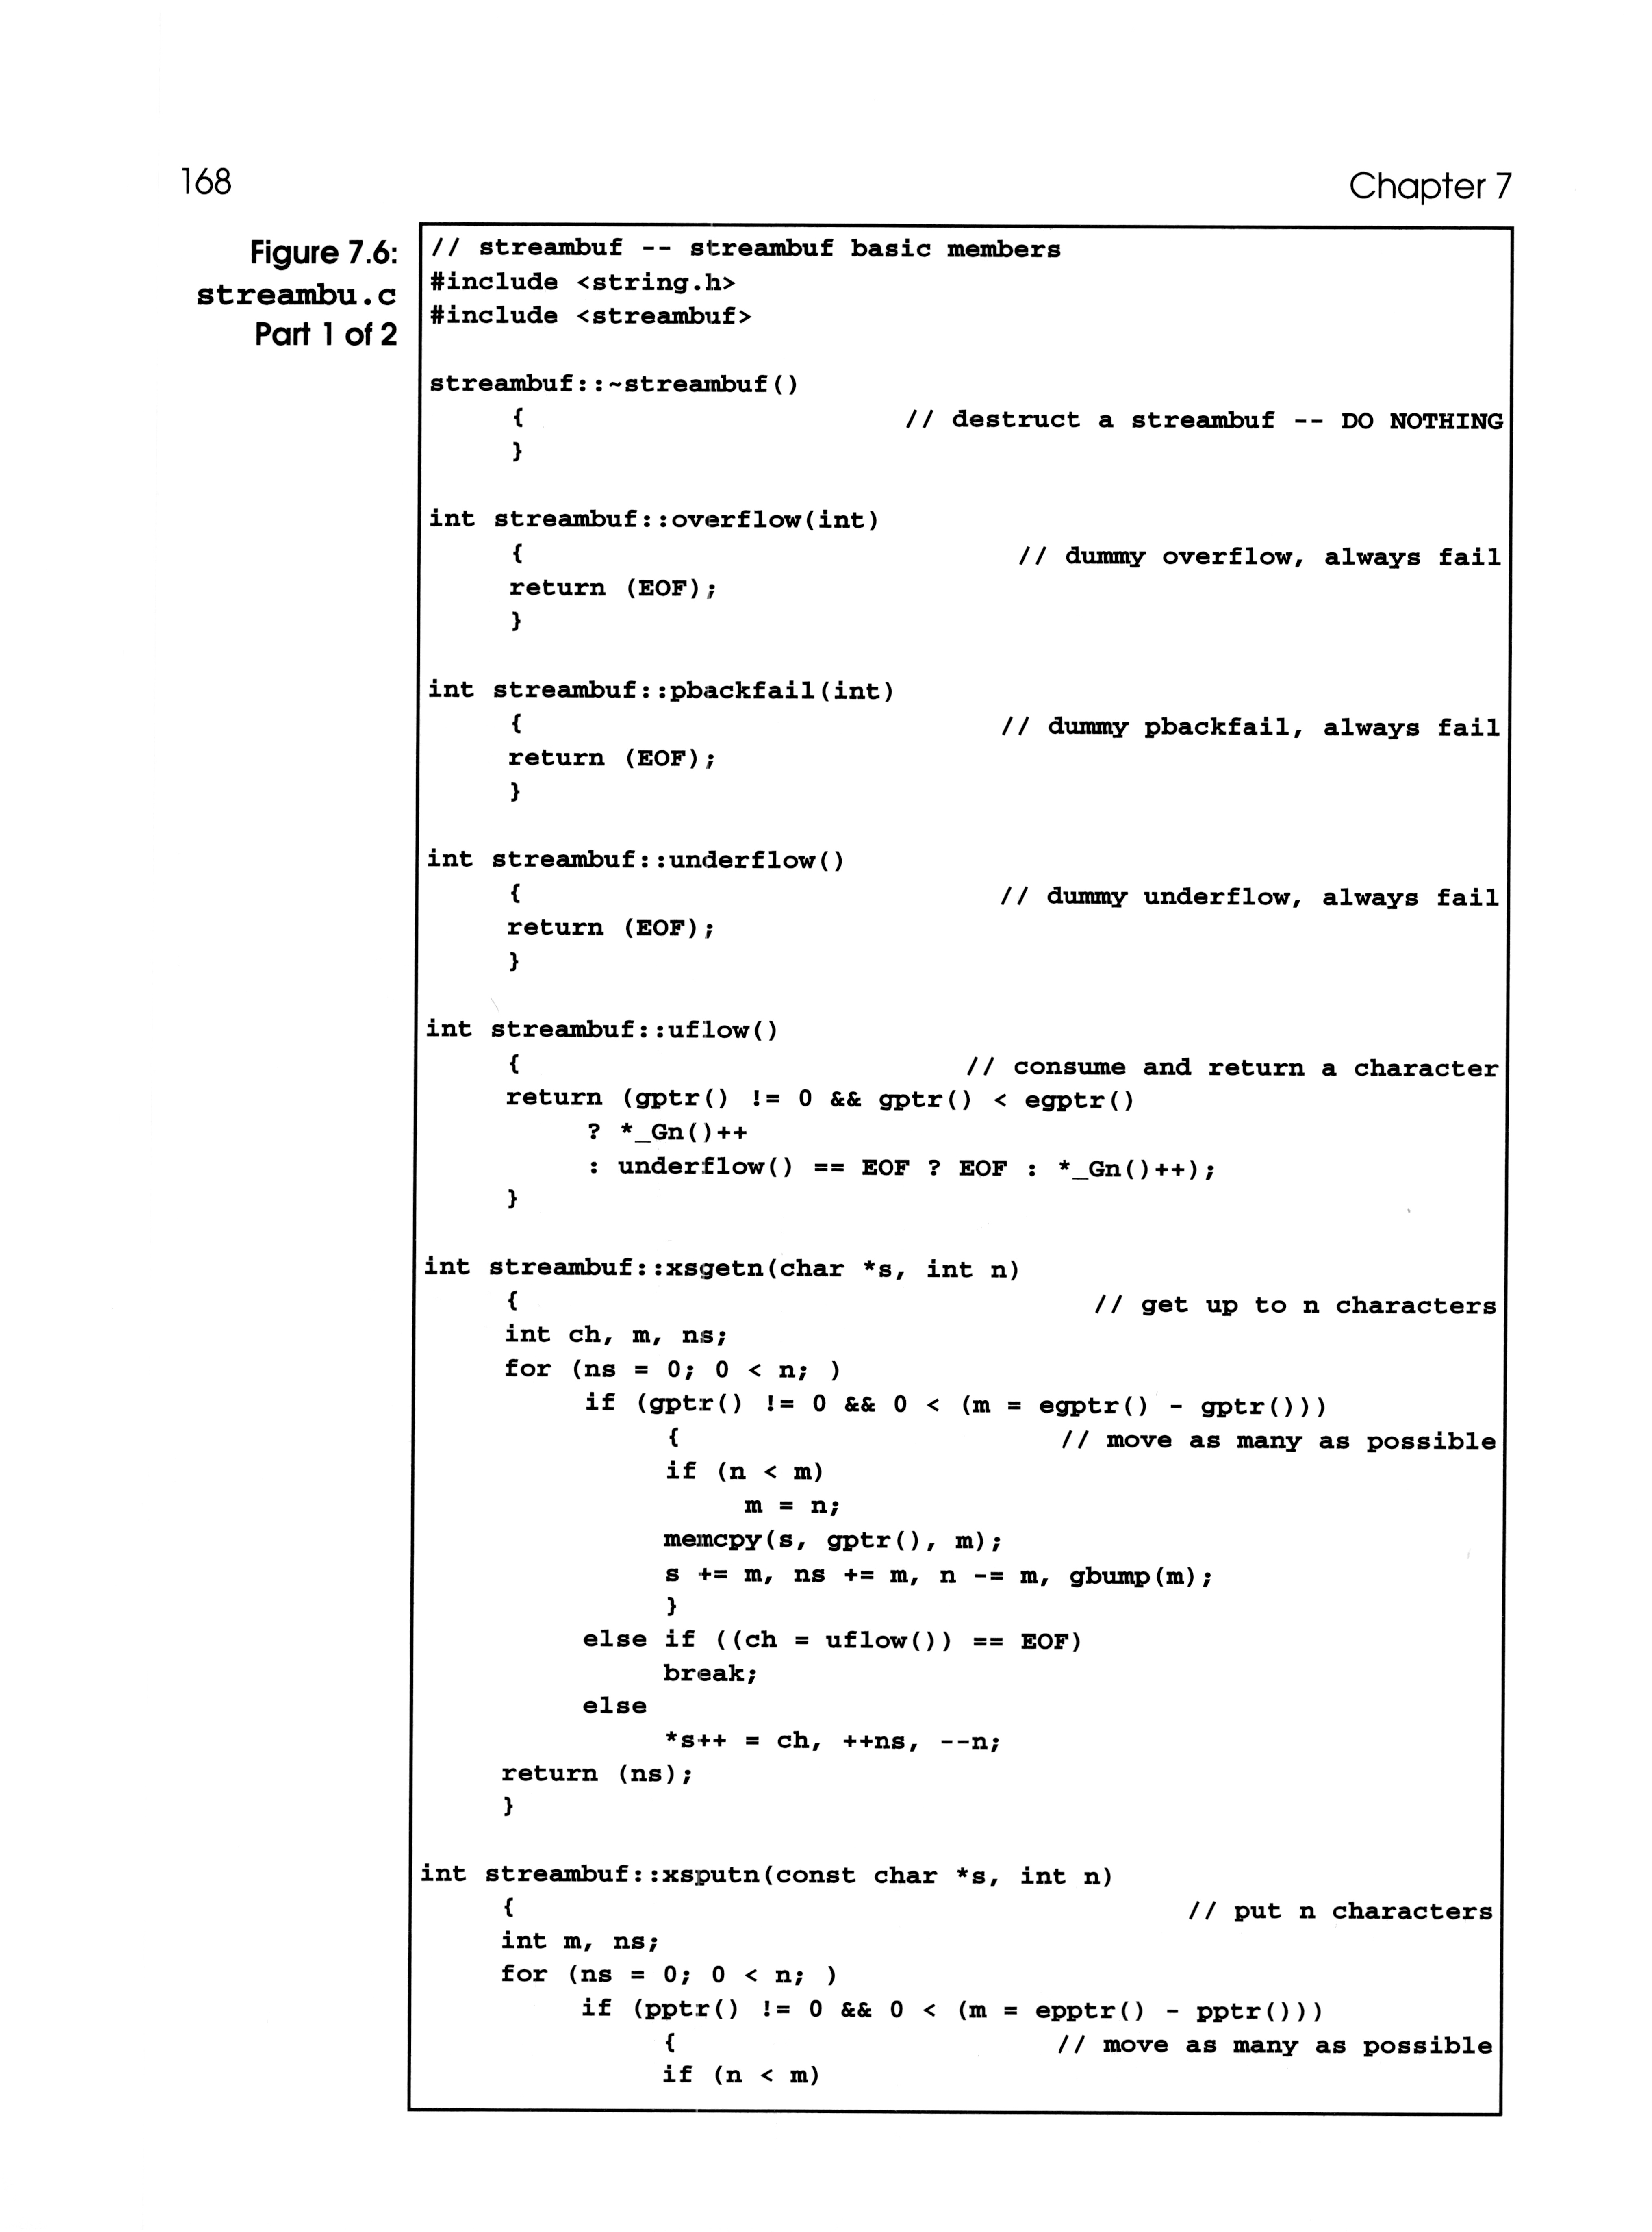 168
Chapter 7
Figure 7.6:
streambu.c
Part 1 of 2
// streambuf -- streambuf basic members
#include <string.h>
#include <streambuf>

streambuf::~streambuf()
	{	// destruct a streambuf -- DO NOTHING
	}

int streambuf::overflow(int)
	{	// dummy overflow, always fail
	return (EOF);
	}

int streambuf::pbackfail(int)
	{	// dummy pbackfail, always fail
	return (EOF);
	}

int streambuf::underflow()
	{	// dummy underflow, always fail
	return (EOF);
	}

int streambuf::uflow()
	{	// consume and return a character
	return (gptr() != 0 && gptr() < egptr()
		? *_Gn()++
		: underflow() == EOF ? EOF : *_Gn()++);
	}

int streambuf::xsgetn(char *s, int n)
	{	// get up to n characters
	int ch, m, ns;
	for (ns = 0; 0 < n; )
		if (gptr() != 0 && 0 < (m = egptr() - gptr()))
			{	// move as many as possible
			if (n < m)
				m = n;
			memcpy(s, gptr(), m);
			s += m, ns += m, n -= m, gbump(m);
			}
		else if ((ch = uflow()) == EOF)
			break;
		else
			*s++ = ch, ++ns, --n;
	return (ns);
	}

int streambuf::xsputn(const char *s, int n)
	{	// put n characters
	int m, ns;
	for (ns = 0; 0 < n; )
		if (pptr() != 0 && 0 < (m = epptr() - pptr()))
			{	// move as many as possible
			if (n < m)